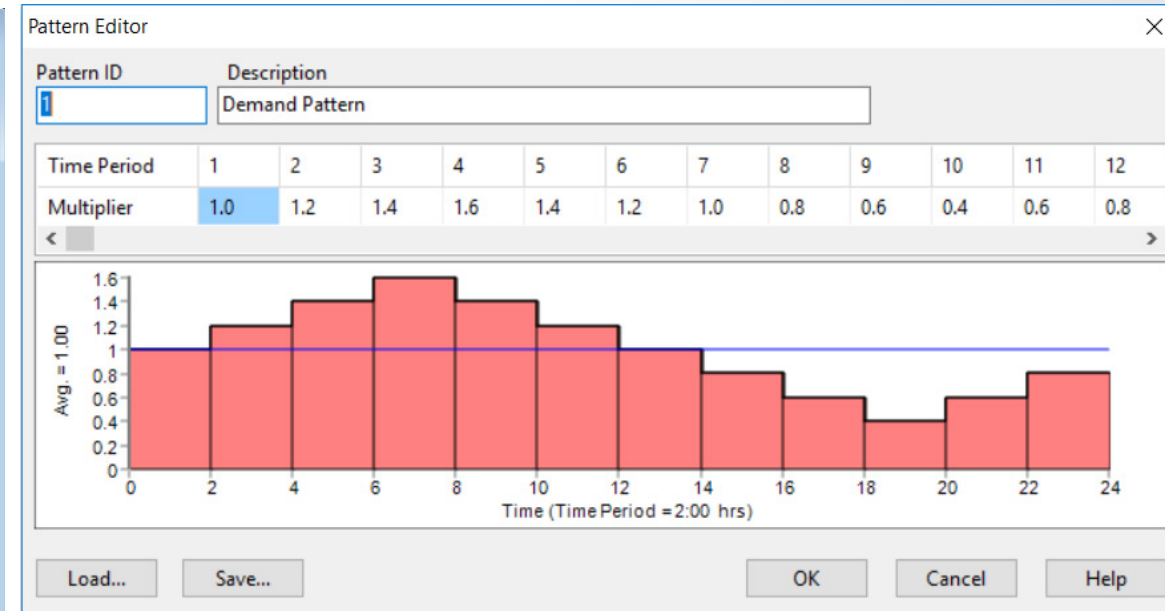 Pattern Editor
Pattern ID Description
1 Demand Pattern
Time Period 1 2 3 4 5 6 7 8 9 10 11 12
Multiplier 1.0 1.2 1.4 1.6 1.4 1.2 1.0 0.8 0.6 0.4 0.6 0.8
Avg. = 1.00
1.6
1.4
1.2
1
0.8
0.6
0.4
0.2
0
0 2 4 6 8 10 12 14 16 18 20 22 24
Time (Time Period = 2:00 hrs)
Load... Save... OK Cancel Help